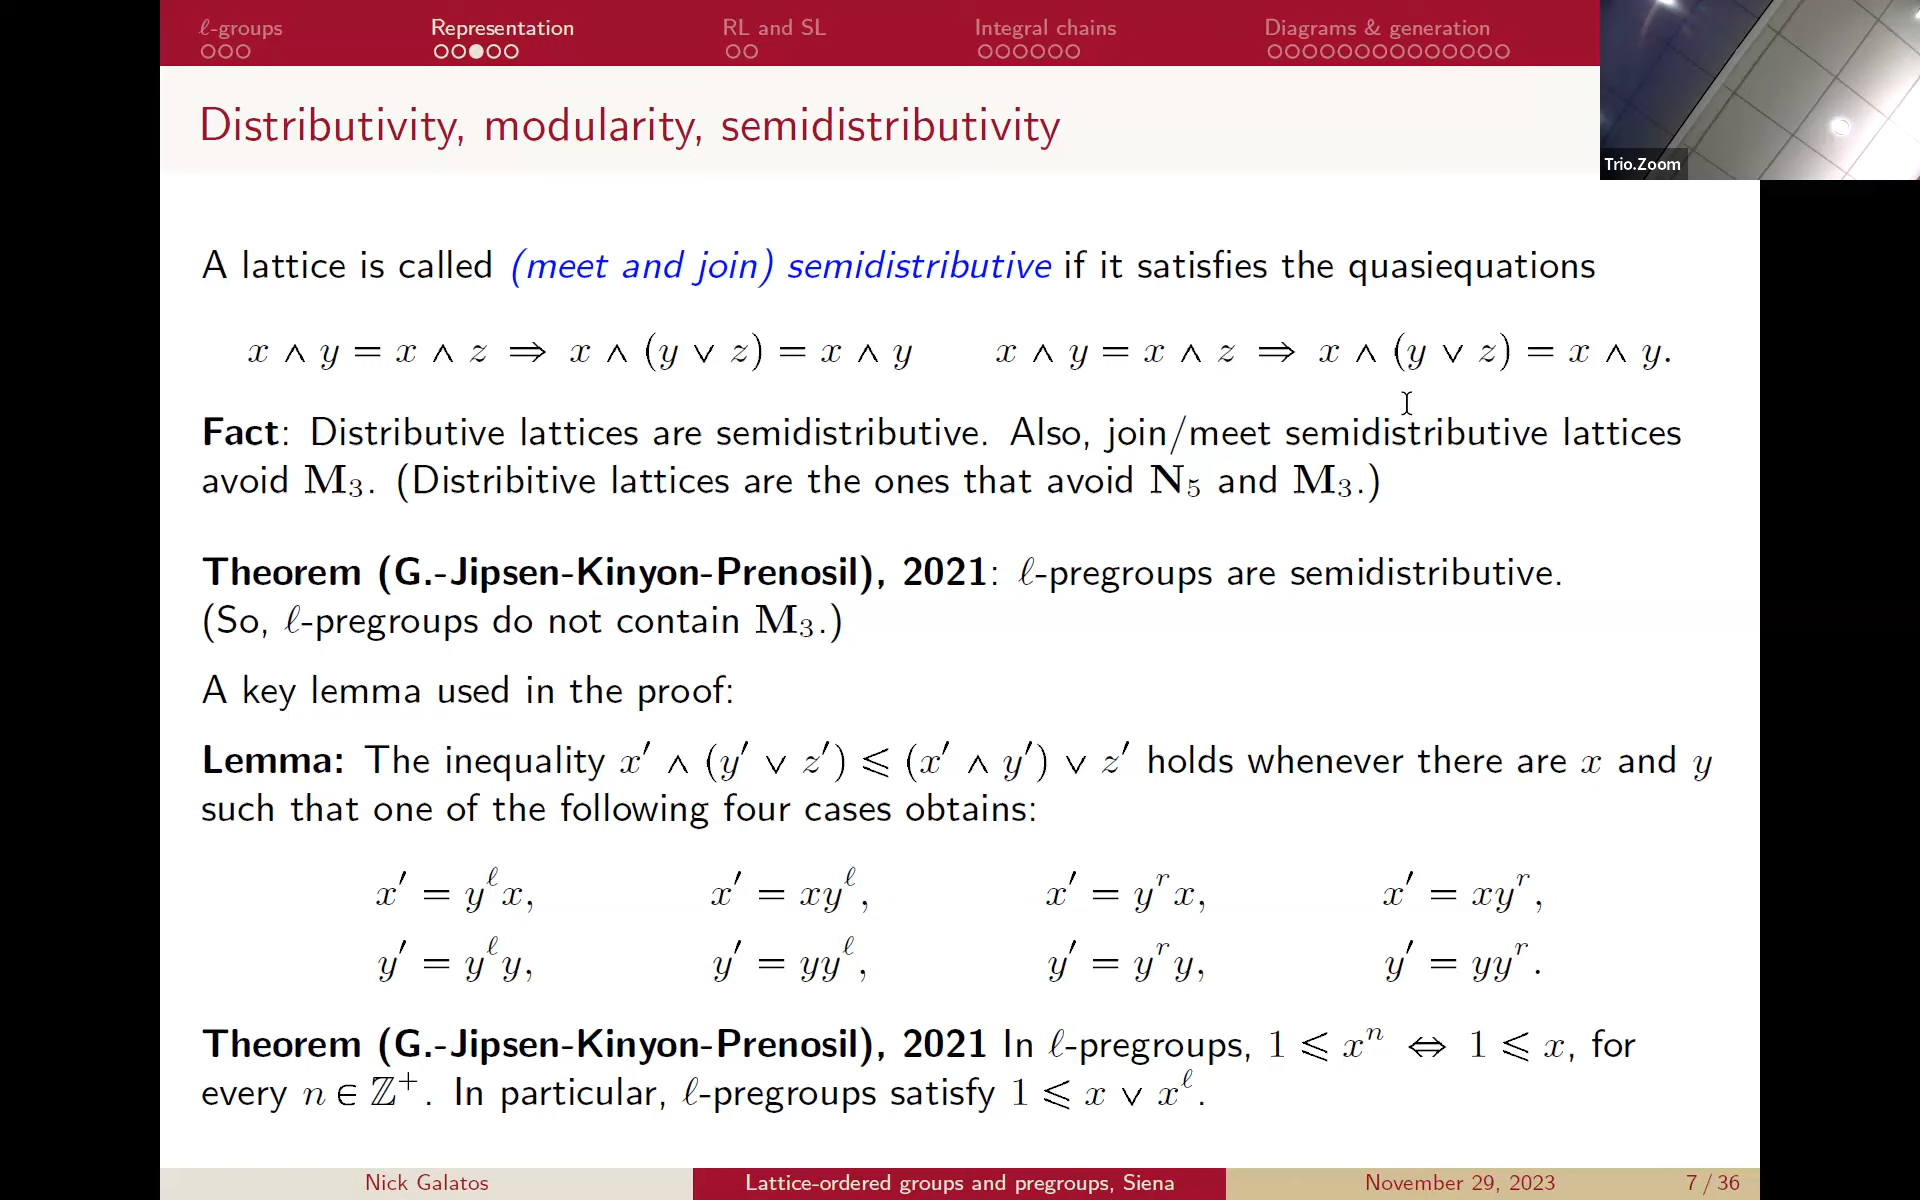 ℓ-groups Representation RL and SL Integral chains Diagrams & generation
Trio.Zoom
Distributivity, modularity, semidistributivity
A lattice is called (meet and join) semidistributive if it satisfies the quasiequations
x ∧ y = x ∧ z ⇒ x ∧ (y ∨ z) = x ∧ y x ∧ y = x ∧ z ⇒ x ∧ (y ∨ z) = x ∧ y.
Fact: Distributive lattices are semidistributive. Also, join/meet semidistributive lattices
avoid M₃. (Distribitive lattices are the ones that avoid N₅ and M₃.)
Theorem (G.-Jipsen-Kinyon-Prenosil), 2021: ℓ-pregroups are semidistributive.
(So, ℓ-pregroups do not contain M₃.)
A key lemma used in the proof:
Lemma: The inequality x′ ∧ (y′ ∨ z′) ⩽ (x′ ∧ y′) ∨ z′ holds whenever there are x and y
such that one of the following four cases obtains:
x′ = y^ℓx, x′ = xy^ℓ, x′ = y^rx, x′ = xy^r,
y′ = y^ℓy, y′ = yy^ℓ, y′ = y^ry, y′ = yy^r.
Theorem (G.-Jipsen-Kinyon-Prenosil), 2021 In ℓ-pregroups, 1 ⩽ x^n ⇔ 1 ⩽ x, for
every n ∈ ℤ⁺. In particular, ℓ-pregroups satisfy 1 ⩽ x ∨ x^ℓ.
Nick Galatos Lattice-ordered groups and pregroups, Siena November 29, 2023 7 / 36